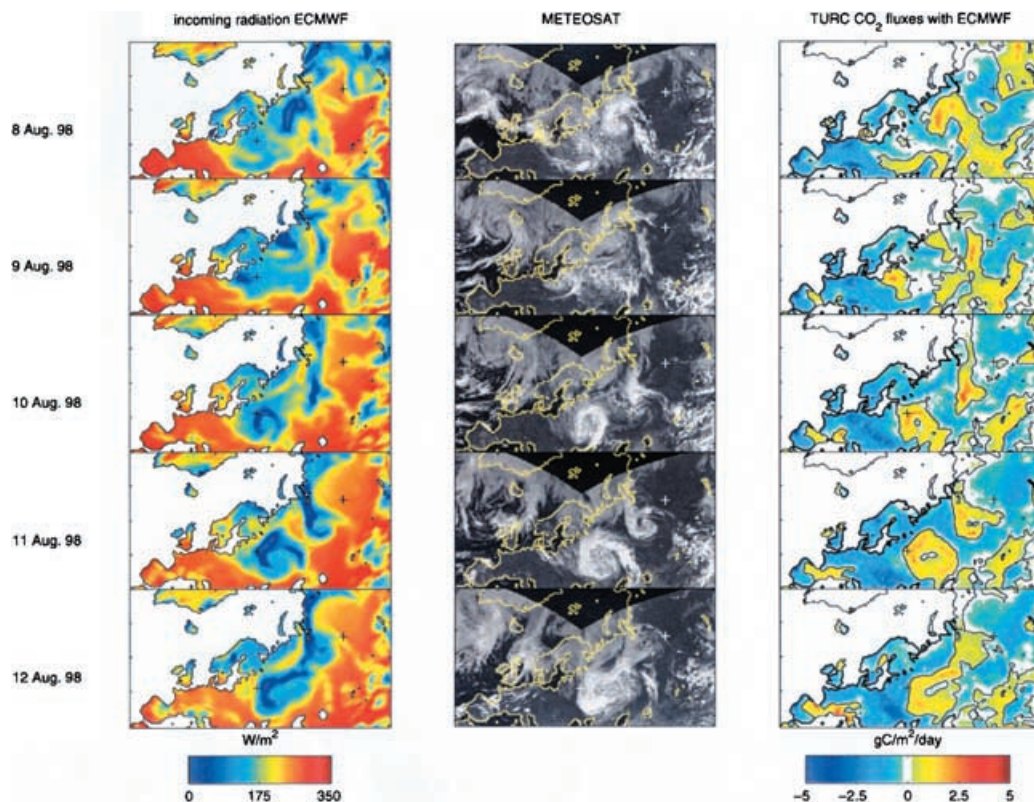 incoming radiation ECMWF
METEOSAT
TURC CO₂ fluxes with ECMWF
8 Aug. 98
9 Aug. 98
10 Aug. 98
11 Aug. 98
12 Aug. 98
W/m²
gC/m²/day
0 175 350
−5 −2.5 0 2.5 5